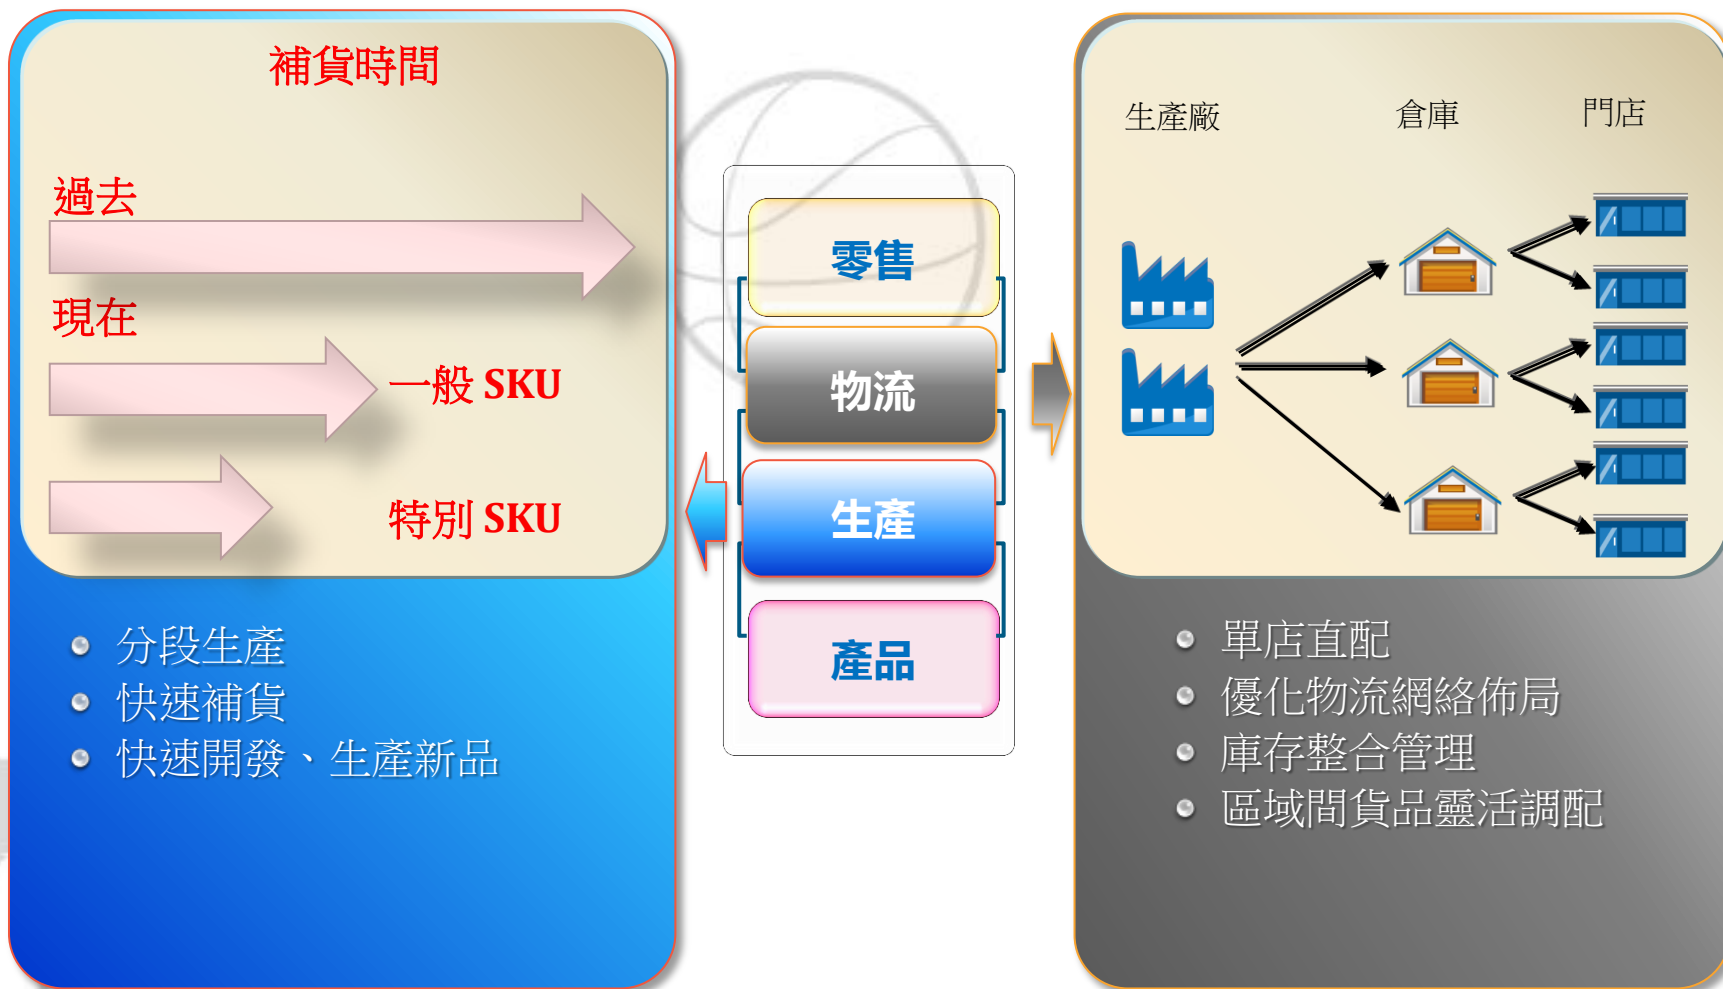 補貨時間
過去
現在
一般 SKU
特別 SKU
分段生產
快速補貨
快速開發、生產新品
零售
物流
生產
產品
生產廠
倉庫
門店
單店直配
優化物流網絡佈局
庫存整合管理
區域間貨品靈活調配